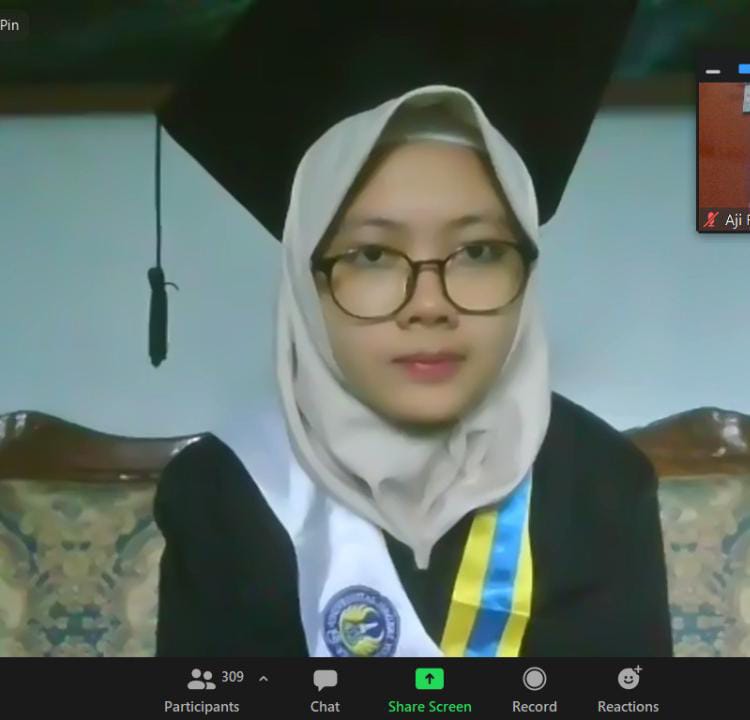 Pin
Aji
309
Participants
Chat
Share Screen
Record
Reactions